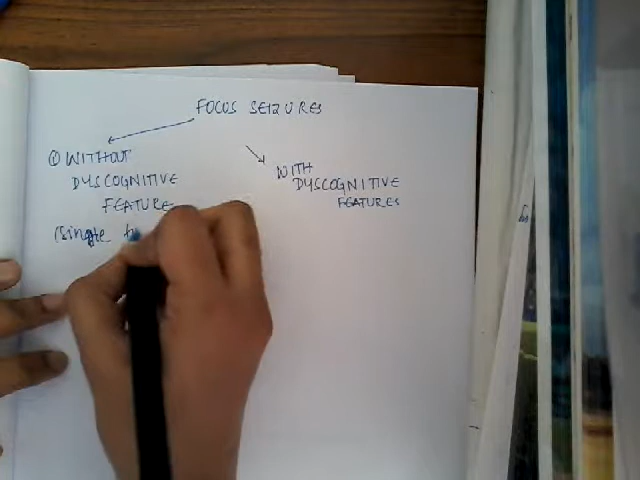 FOCUS SEIZURES
① WITHOUT
DYSCOGNITIVE
FEATURE
WITH
DYSCOGNITIVE
FEATURES
(single